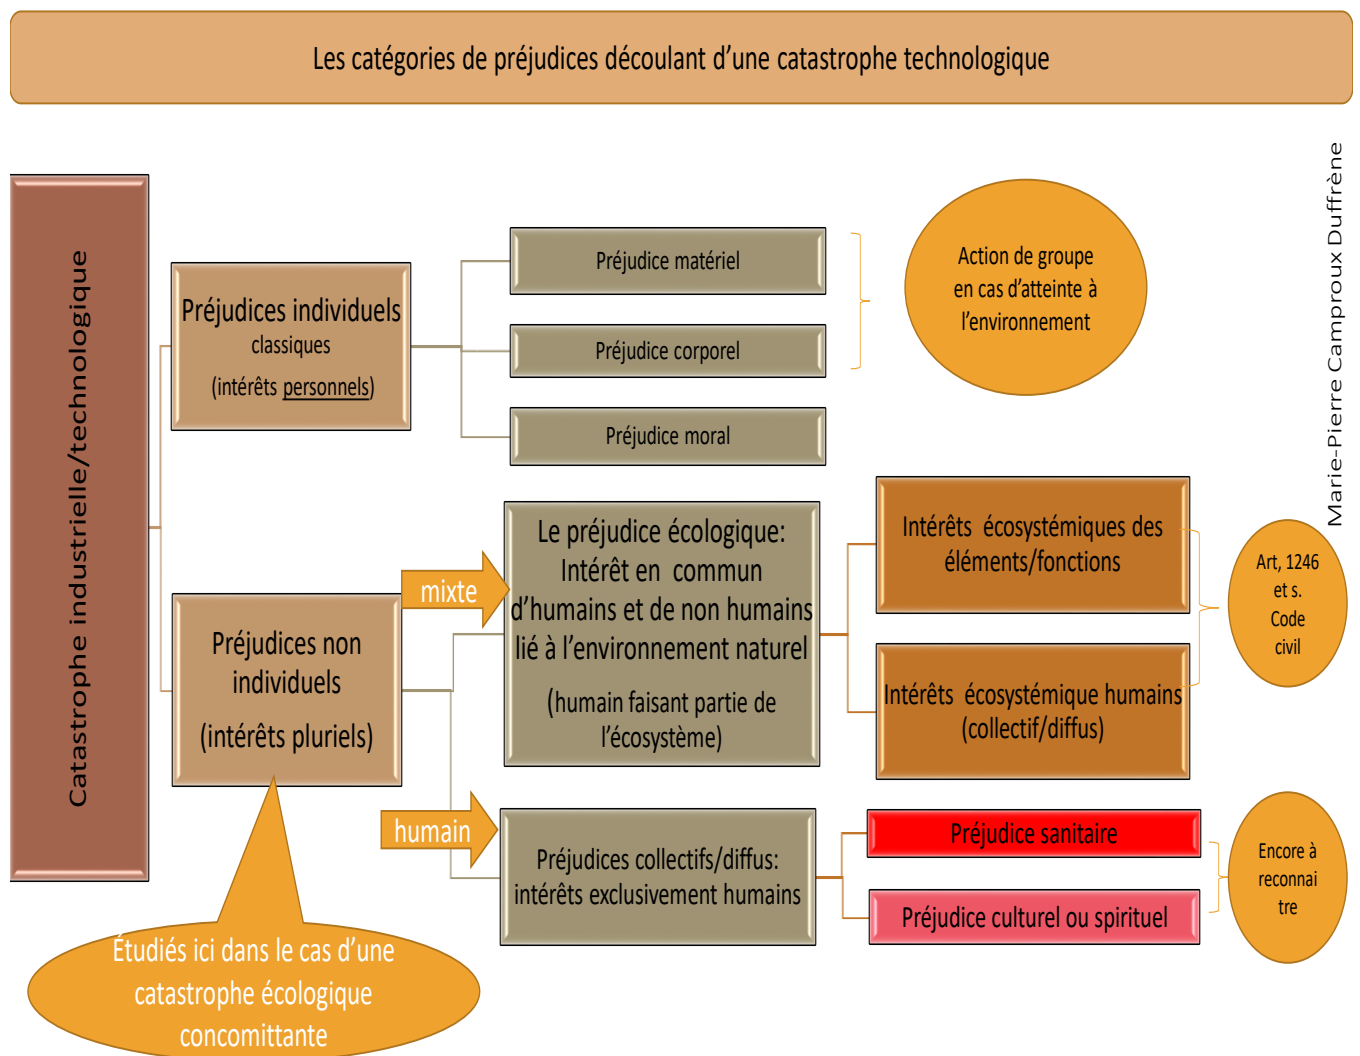 Les catégories de préjudices découlant d’une catastrophe technologique
Marie-Pierre Camproux Duffrène
Catastrophe industrielle/technologique
Préjudices individuels
classiques
(intérêts personnels)
Préjudice matériel
Préjudice corporel
Préjudice moral
Action de groupe
en cas d’atteinte à
l’environnement
Préjudices non
individuels
(intérêts pluriels)
mixte
Le préjudice écologique:
Intérêt en commun
d’humains et de non humains
lié à l’environnement naturel
(humain faisant partie de
l’écosystème)
Intérêts écosystémiques des
éléments/fonctions
Intérêts écosystémique humains
(collectif/diffus)
Art, 1246
et s.
Code
civil
humain
Préjudices collectifs/diffus:
intérêts exclusivement humains
Préjudice sanitaire
Préjudice culturel ou spirituel
Encore à
reconnai
tre
Étudiés ici dans le cas d’une
catastrophe écologique
concomittante